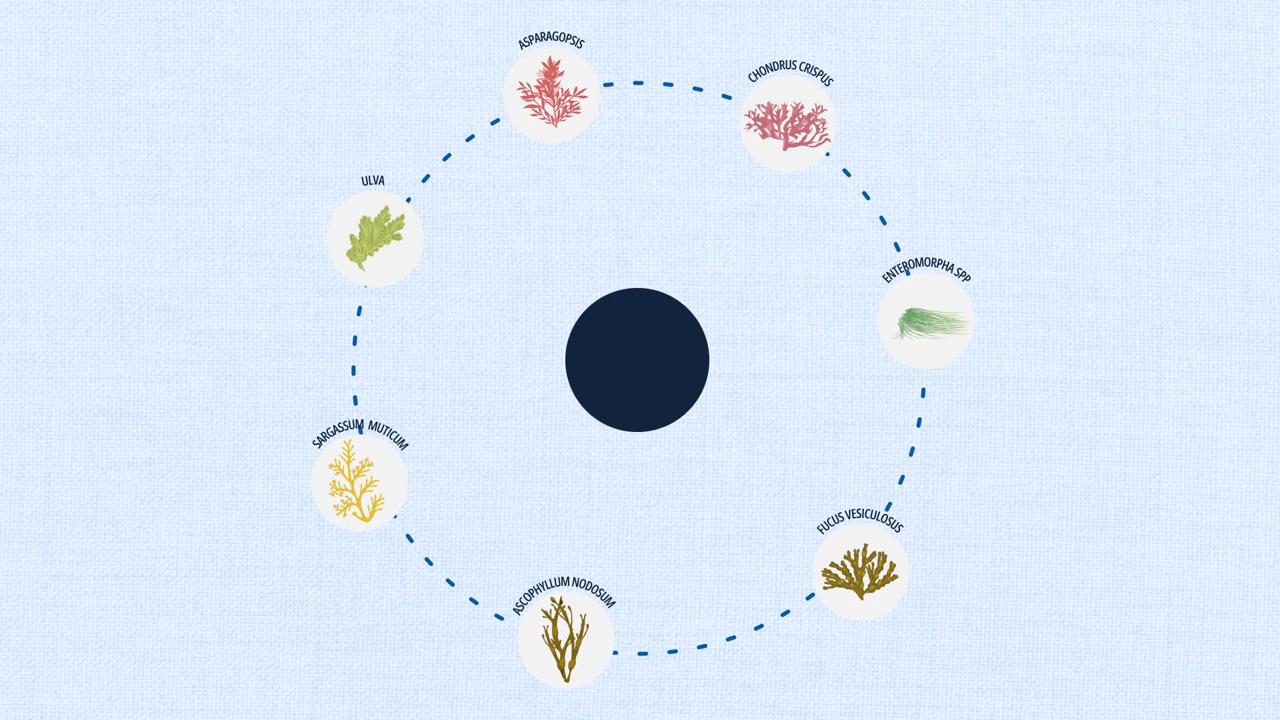 ASPARAGOPSIS
CHONDRUS CRISPUS
ULVA
ENTEROMORPHA SPP
SARGASSUM MUTICUM
FUCUS VESICULOSUS
ASCOPHYLLUM NODOSUM